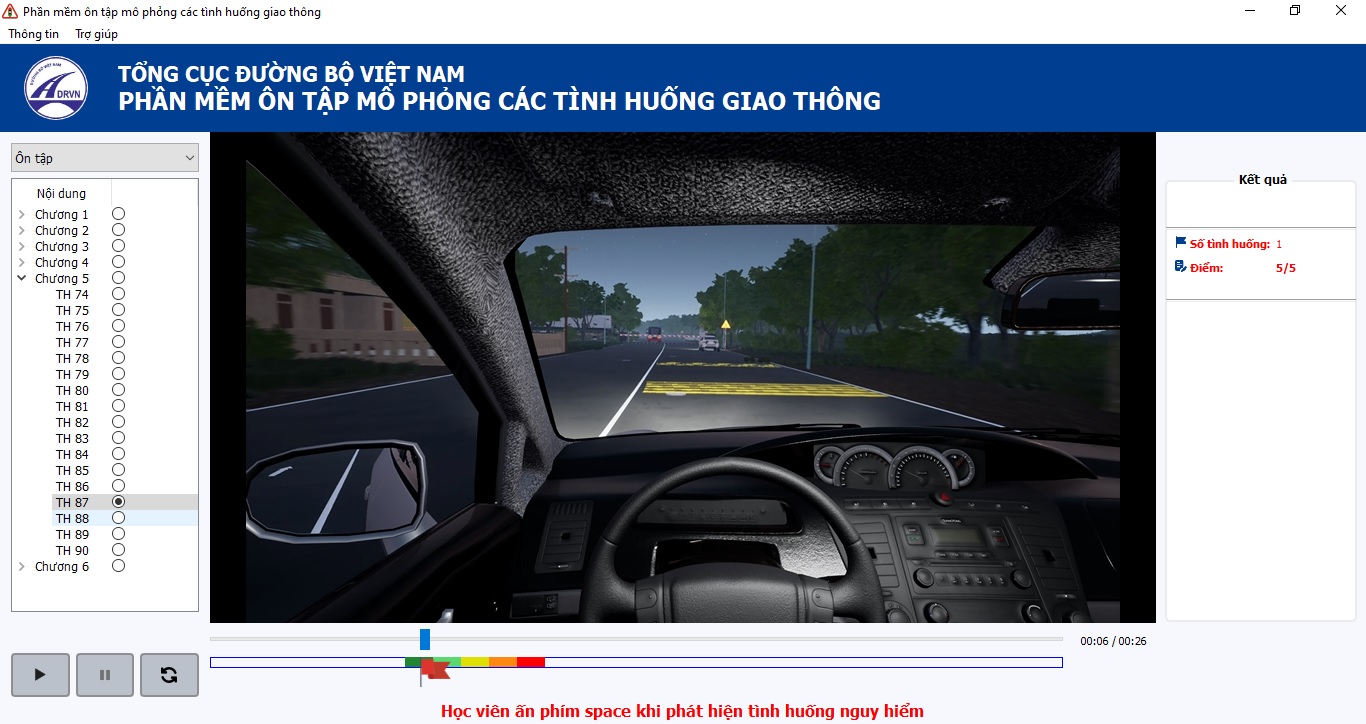 Phần mềm ôn tập mô phỏng các tình huống giao thông
Thông tin Trợ giúp
ĐƯỜNG BỘ VIỆT NAM
DRVN
TỔNG CỤC ĐƯỜNG BỘ VIỆT NAM
PHẦN MỀM ÔN TẬP MÔ PHỎNG CÁC TÌNH HUỐNG GIAO THÔNG
Ôn tập
Nội dung
Chương 1
Chương 2
Chương 3
Chương 4
Chương 5
TH 74
TH 75
TH 76
TH 77
TH 78
TH 79
TH 80
TH 81
TH 82
TH 83
TH 84
TH 85
TH 86
TH 87
TH 88
TH 89
TH 90
Chương 6
Kết quả
Số tình huống: 1
Điểm: 5/5
00:06 / 00:26
Học viên ấn phím space khi phát hiện tình huống nguy hiểm